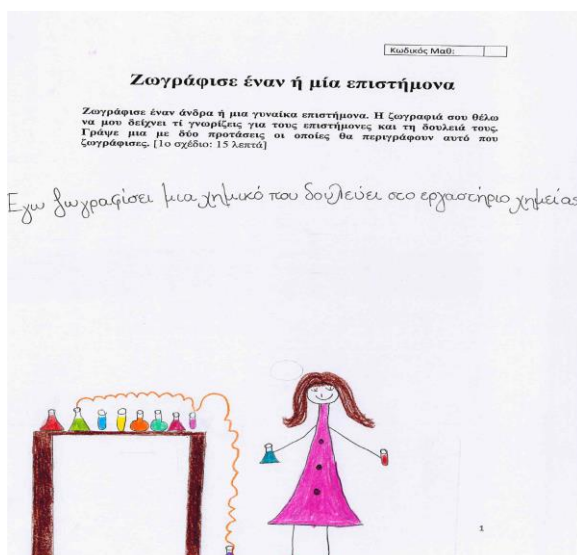 Κωδικός Μαθ:
Ζωγράφισε έναν ή μία επιστήμονα
Ζωγράφισε έναν άνδρα ή μια γυναίκα επιστήμονα. Η ζωγραφιά σου θέλω
να μου δείχνει τί γνωρίζεις για τους επιστήμονες και τη δουλειά τους.
Γράψε μια με δύο προτάσεις οι οποίες θα περιγράφουν αυτό που
ζωγράφισες. [1ο σχέδιο: 15 λεπτά]
Έχω ζωγραφίσει μια χημικό που δουλεύει στο εργαστήριο χημείας
1